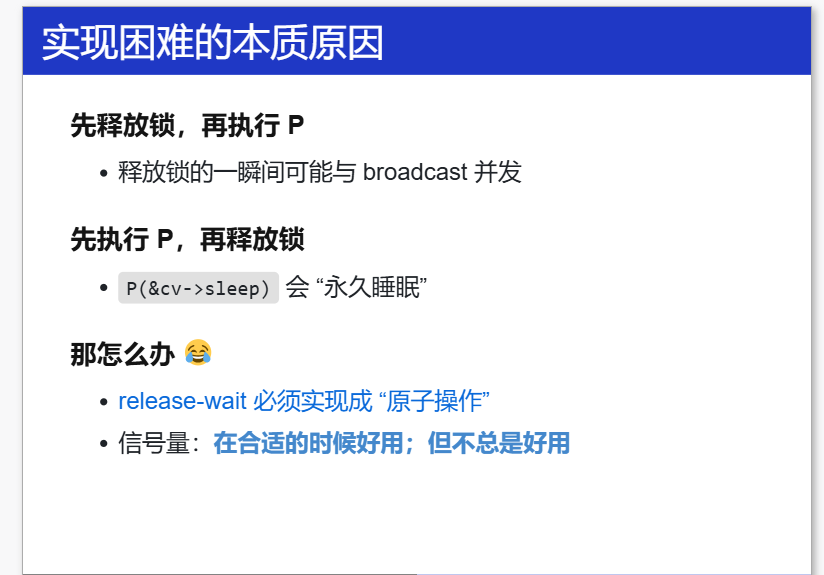 实现困难的本质原因
先释放锁，再执行 P
• 释放锁的一瞬间可能与 broadcast 并发
先执行 P，再释放锁
• P(&cv->sleep) 会 “永久睡眠”
那怎么办 😂
• release-wait 必须实现成 “原子操作”
• 信号量：在合适的时候好用；但不总是好用